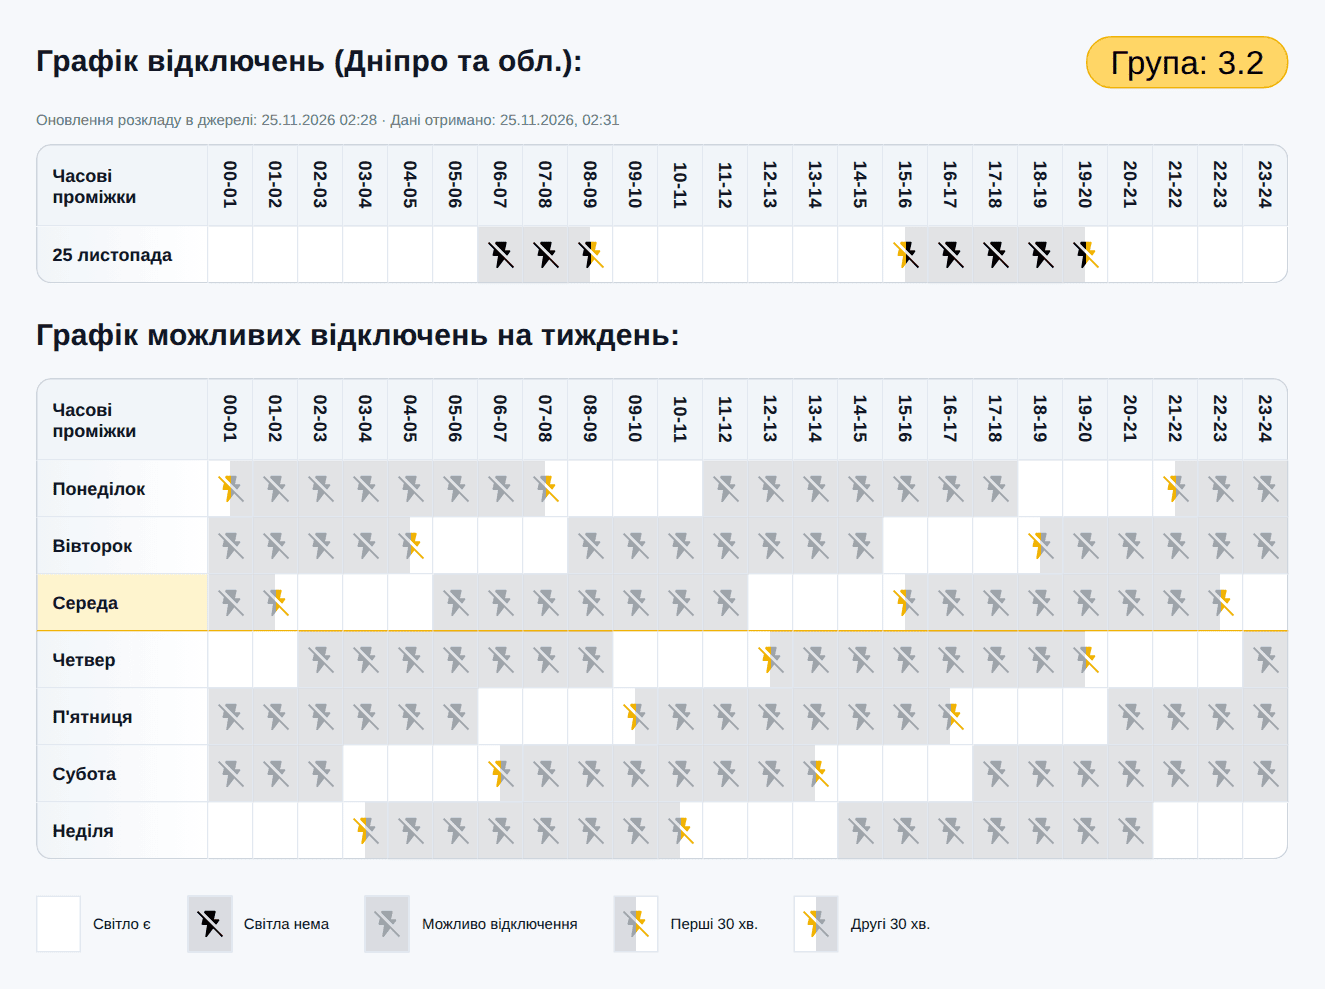 Графік відключень (Дніпро та обл.):
Група: 3.2
Оновлення розкладу в джерелі: 25.11.2026 02:28 · Дані отримано: 25.11.2026, 02:31
Часові проміжки 00-01 01-02 02-03 03-04 04-05 05-06 06-07 07-08 08-09 09-10 10-11 11-12 12-13 13-14 14-15 15-16 16-17 17-18 18-19 19-20 20-21 21-22 22-23 23-24
25 листопада
Графік можливих відключень на тиждень:
Часові проміжки 00-01 01-02 02-03 03-04 04-05 05-06 06-07 07-08 08-09 09-10 10-11 11-12 12-13 13-14 14-15 15-16 16-17 17-18 18-19 19-20 20-21 21-22 22-23 23-24
Понеділок
Вівторок
Середа
Четвер
П'ятниця
Субота
Неділя
Світло є Світла нема Можливо відключення Перші 30 хв. Другі 30 хв.